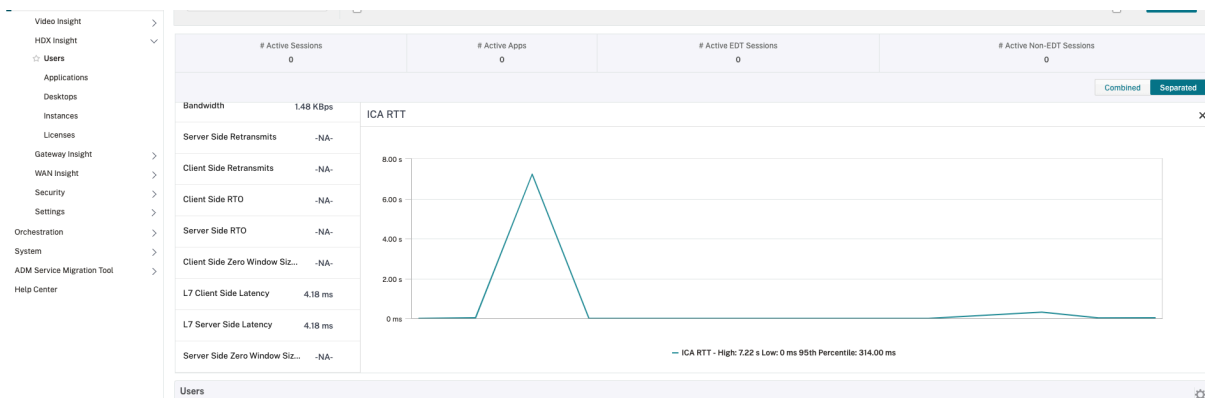 Video Insight
HDX Insight
Users
Applications
Desktops
Instances
Licenses
Gateway Insight
WAN Insight
Security
Settings
Orchestration
System
ADM Service Migration Tool
Help Center
# Active Sessions
0
# Active Apps
0
# Active EDT Sessions
0
# Active Non-EDT Sessions
0
Combined
Separated
Bandwidth 1.48 KBps
Server Side Retransmits -NA-
Client Side Retransmits -NA-
Client Side RTO -NA-
Server Side RTO -NA-
Client Side Zero Window Siz... -NA-
L7 Client Side Latency 4.18 ms
L7 Server Side Latency 4.18 ms
Server Side Zero Window Siz... -NA-
ICA RTT
8.00 s
6.00 s
4.00 s
2.00 s
0 ms
ICA RTT - High: 7.22 s Low: 0 ms 95th Percentile: 314.00 ms
Users